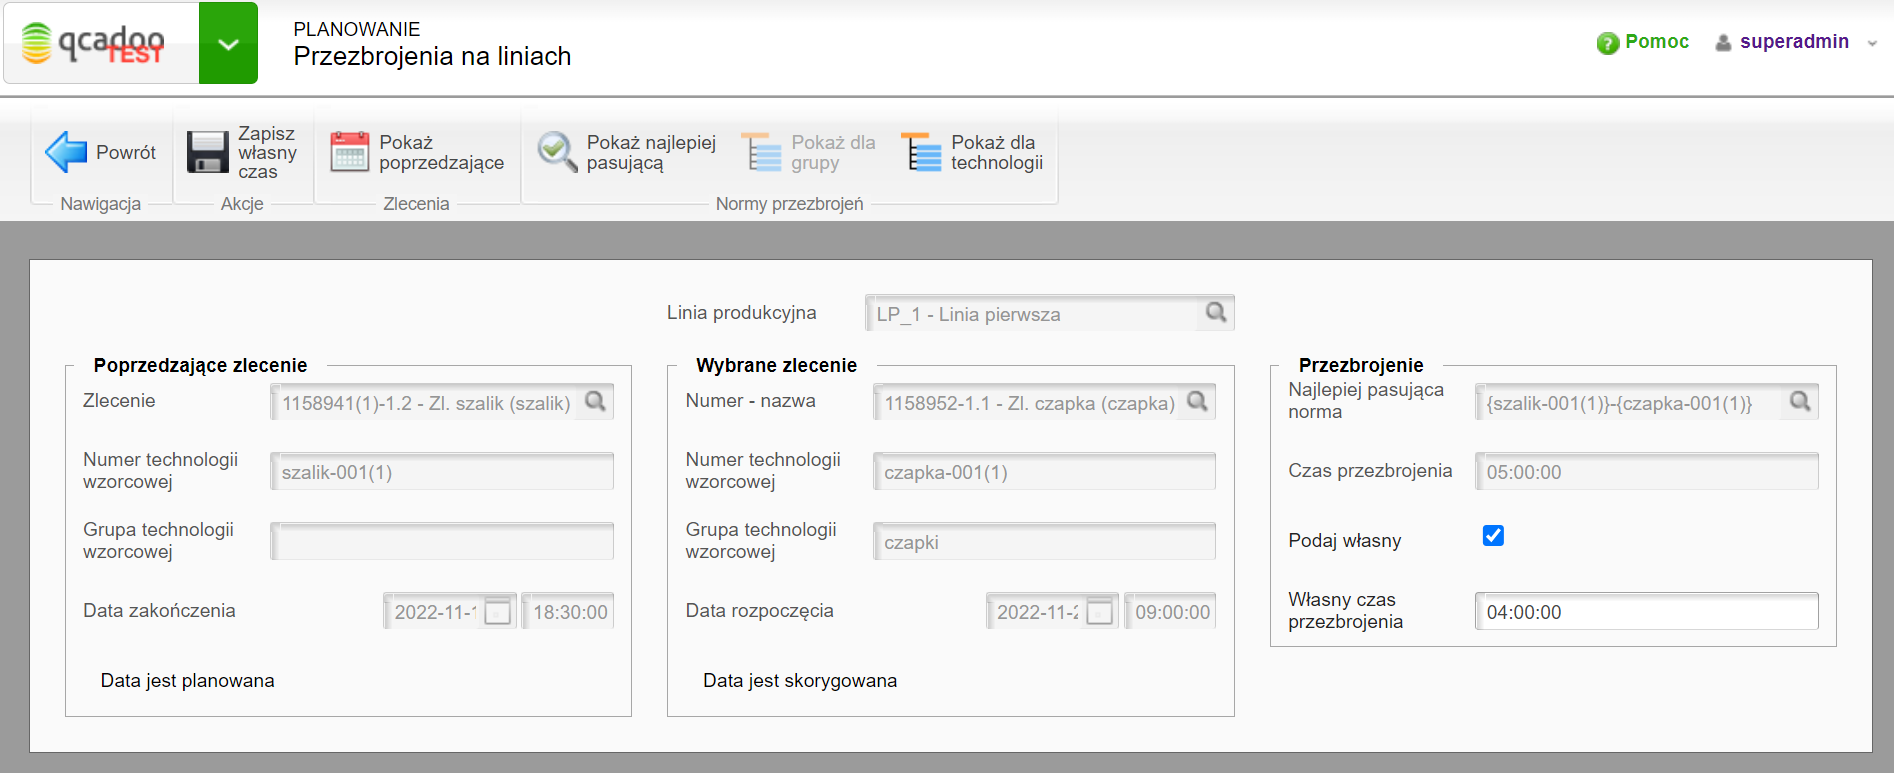 qcadoo
TEST
PLANOWANIE
Przezbrojenia na liniach
Pomoc
superadmin
Powrót
Nawigacja
Zapisz
własny
czas
Akcje
Pokaż
poprzedzające
Zlecenia
Pokaż najlepiej
pasującą
Pokaż dla
grupy
Pokaż dla
technologii
Normy przezbrojeń
Linia produkcyjna
LP_1 - Linia pierwsza
Poprzedzające zlecenie
Zlecenie
1158941(1)-1.2 - Zl. szalik (szalik)
Numer technologii
wzorcowej
szalik-001(1)
Grupa technologii
wzorcowej
Data zakończenia
2022-11-1
18:30:00
Data jest planowana
Wybrane zlecenie
Numer - nazwa
1158952-1.1 - Zl. czapka (czapka)
Numer technologii
wzorcowej
czapka-001(1)
Grupa technologii
wzorcowej
czapki
Data rozpoczęcia
2022-11-2
09:00:00
Data jest skorygowana
Przezbrojenie
Najlepiej pasująca
norma
{szalik-001(1)}-{czapka-001(1)}
Czas przezbrojenia
05:00:00
Podaj własny
Własny czas
przezbrojenia
04:00:00